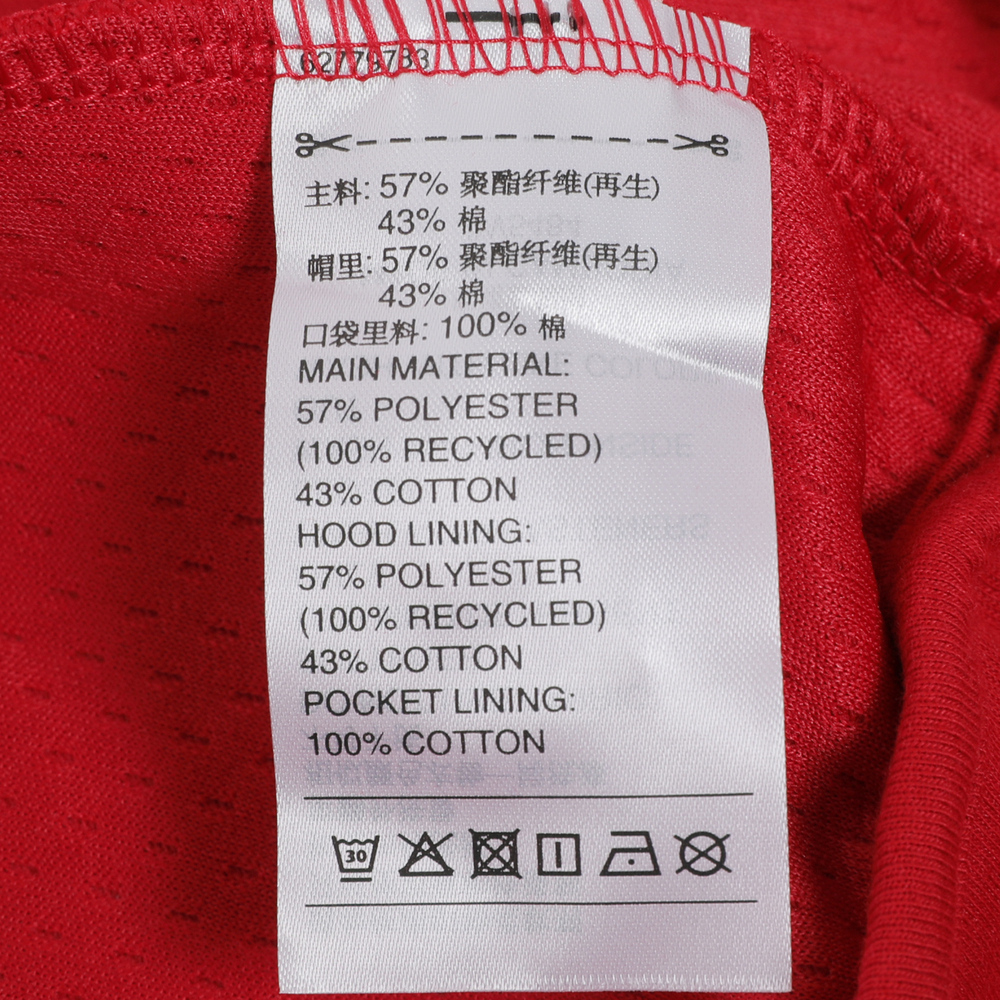 62779733
主料: 57% 聚酯纤维(再生)
43% 棉
帽里: 57% 聚酯纤维(再生)
43% 棉
口袋里料: 100% 棉
MAIN MATERIAL:
57% POLYESTER
(100% RECYCLED)
43% COTTON
HOOD LINING:
57% POLYESTER
(100% RECYCLED)
43% COTTON
POCKET LINING:
100% COTTON
30